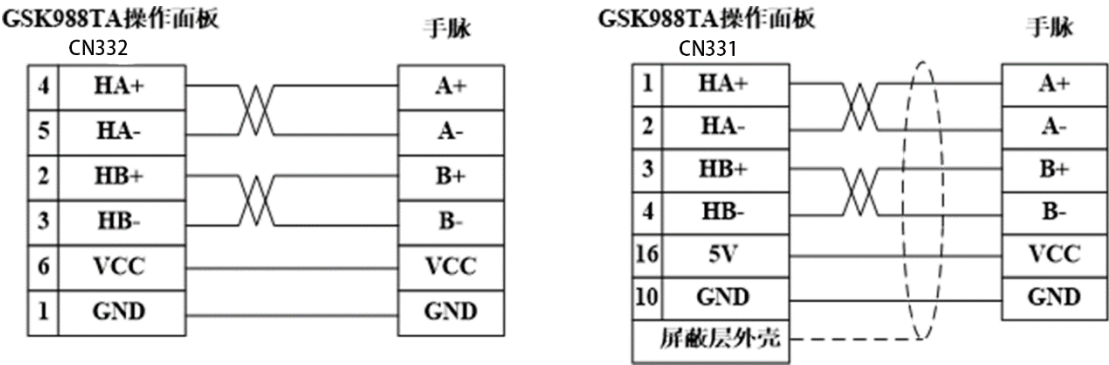 GSK988TA操作面板
手脉
CN332
4 HA+ A+
5 HA- A-
2 HB+ B+
3 HB- B-
6 VCC VCC
1 GND GND
GSK988TA操作面板
手脉
CN331
1 HA+ A+
2 HA- A-
3 HB+ B+
4 HB- B-
16 5V VCC
10 GND GND
屏蔽层外壳